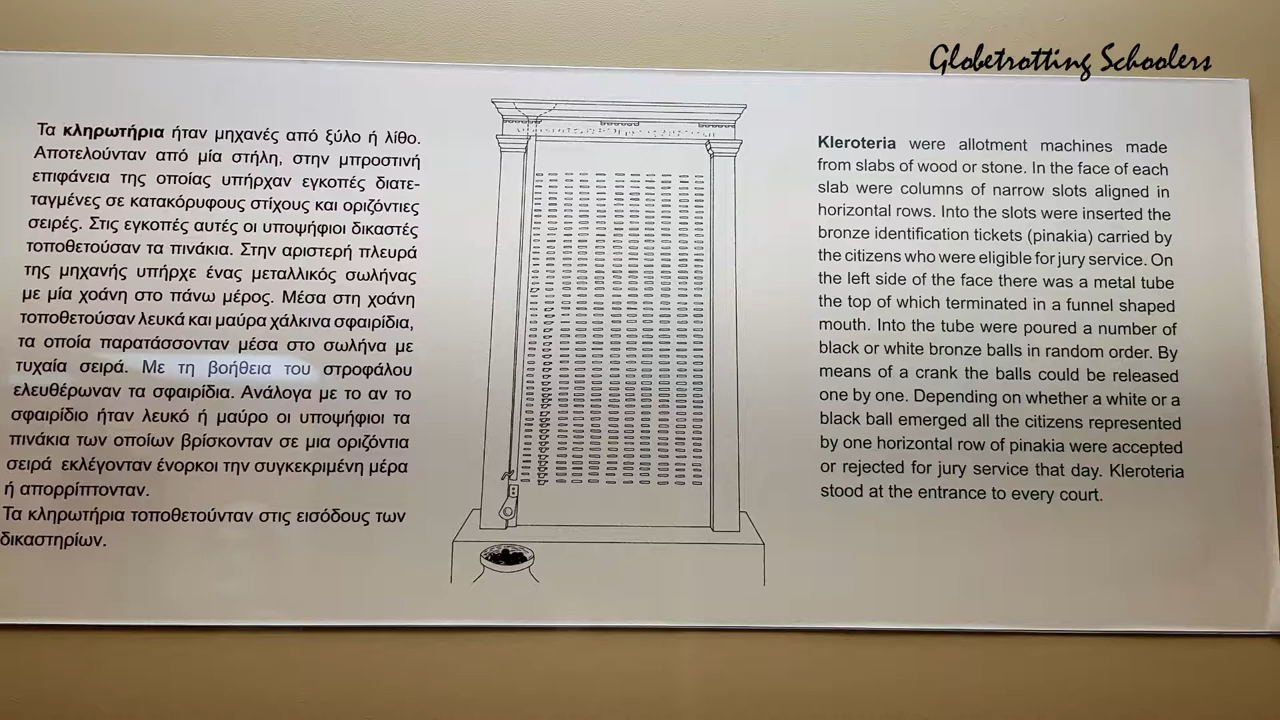 Globetrotting Schoolers
Τα κληρωτήρια ήταν μηχανές από ξύλο ή λίθο.
Αποτελούνταν από μία στήλη, στην μπροστινή
επιφάνεια της οποίας υπήρχαν εγκοπές διατε-
ταγμένες σε κατακόρυφους στίχους και οριζόντιες
σειρές. Στις εγκοπές αυτές οι υποψήφιοι δικαστές
τοποθετούσαν τα πινάκια. Στην αριστερή πλευρά
της μηχανής υπήρχε ένας μεταλλικός σωλήνας
με μία χοάνη στο πάνω μέρος. Μέσα στη χοάνη
τοποθετούσαν λευκά και μαύρα χάλκινα σφαιρίδια,
τα οποία παρατάσσονταν μέσα στο σωλήνα με
τυχαία σειρά. Με τη βοήθεια του στροφάλου
ελευθέρωναν τα σφαιρίδια. Ανάλογα με το αν το
σφαιρίδιο ήταν λευκό ή μαύρο οι υποψήφιοι τα
πινάκια των οποίων βρίσκονταν σε μια οριζόντια
σειρά εκλέγονταν ένορκοι την συγκεκριμένη μέρα
ή απορρίπτονταν.
Τα κληρωτήρια τοποθετούνταν στις εισόδους των
δικαστηρίων.
Kleroteria were allotment machines made
from slabs of wood or stone. In the face of each
slab were columns of narrow slots aligned in
horizontal rows. Into the slots were inserted the
bronze identification tickets (pinakia) carried by
the citizens who were eligible for jury service. On
the left side of the face there was a metal tube
the top of which terminated in a funnel shaped
mouth. Into the tube were poured a number of
black or white bronze balls in random order. By
means of a crank the balls could be released
one by one. Depending on whether a white or a
black ball emerged all the citizens represented
by one horizontal row of pinakia were accepted
or rejected for jury service that day. Kleroteria
stood at the entrance to every court.